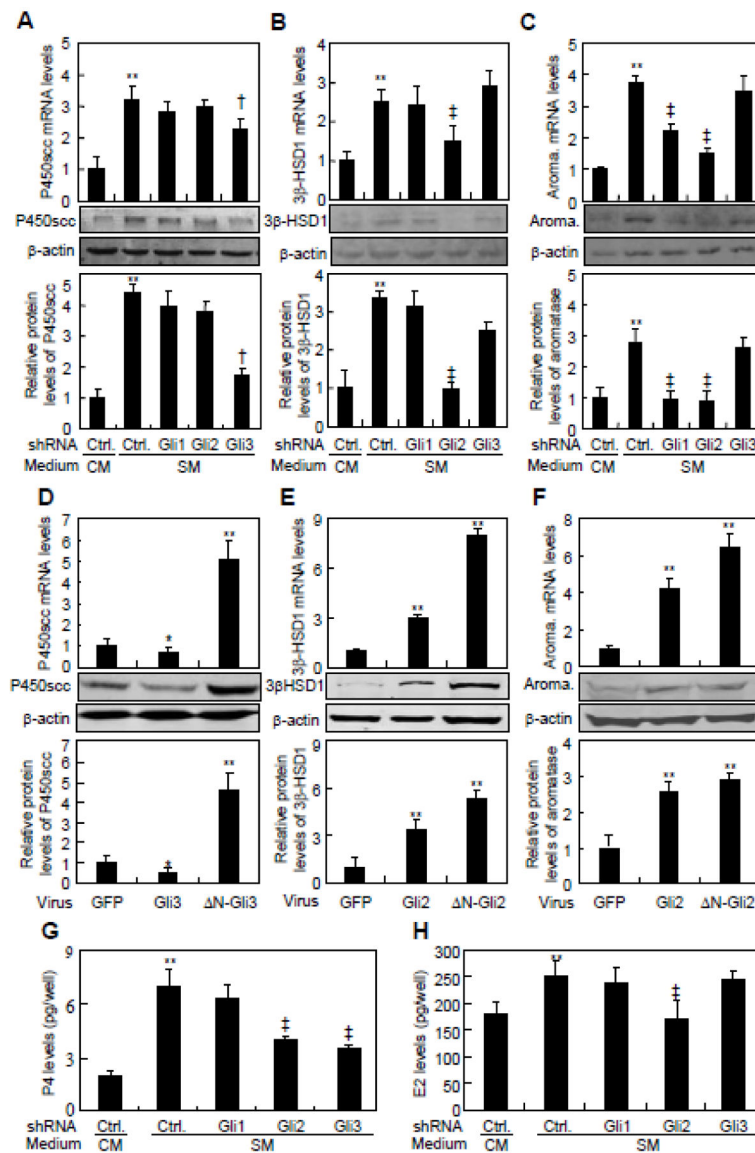 A
B
C
P450scc mRNA levels
5
4
3
2
1
0
**
†
3β-HSD1 mRNA levels
4
3
2
1
0
**
‡
Aroma. mRNA levels
5
4
3
2
1
0
**
‡
‡
P450scc
β-actin
3β-HSD1
β-actin
Aroma.
β-actin
Relative protein
levels of P450scc
5
4
3
2
1
0
**
†
Relative protein
levels of 3β-HSD1
4
3
2
1
0
**
‡
Relative protein
levels of aromatase
4
3
2
1
0
**
‡
‡
shRNA Ctrl. Ctrl. Gli1 Gli2 Gli3
Medium CM SM
shRNA Ctrl. Ctrl. Gli1 Gli2 Gli3
Medium CM SM
shRNA Ctrl. Ctrl. Gli1 Gli2 Gli3
Medium CM SM
D
E
F
P450scc mRNA levels
7
6
5
4
3
2
1
0
*
**
3β-HSD1 mRNA levels
9
6
3
0
**
**
Aroma. mRNA levels
8
6
4
2
0
**
**
P450scc
β-actin
3βHSD1
β-actin
Aroma.
β-actin
Relative protein
levels of P450scc
7
6
5
4
3
2
1
0
*
**
Relative protein
levels of 3β-HSD1
9
6
3
0
**
**
Relative protein
levels of aromatase
4
3
2
1
0
**
**
Virus GFP Gli3 ΔN-Gli3
Virus GFP Gli2 ΔN-Gli2
Virus GFP Gli2 ΔN-Gli2
G
H
P4 levels (pg/well)
9
6
3
0
**
‡
‡
E2 levels (pg/well)
300
250
200
150
100
50
0
**
‡
shRNA Ctrl. Ctrl. Gli1 Gli2 Gli3
Medium CM SM
shRNA Ctrl. Ctrl. Gli1 Gli2 Gli3
Medium CM SM